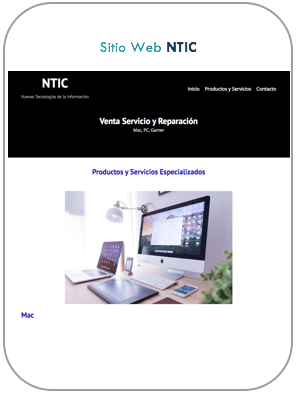 Sitio Web NTIC
NTIC
Nuevas Tecnologías de la Información
Inicio Productos y Servicios Contacto
Venta Servicio y Reparación
Mac, PC, Gamer
Productos y Servicios Especializados
Mac